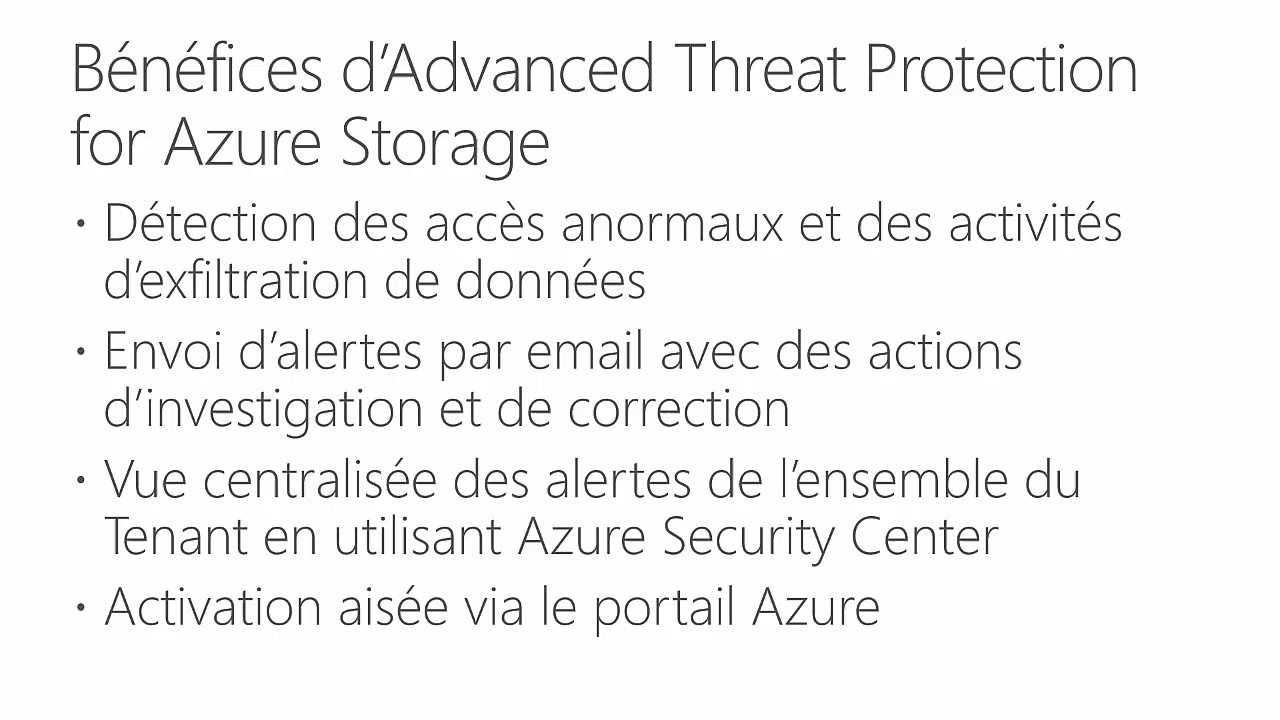 Bénéfices d’Advanced Threat Protection
for Azure Storage
• Détection des accès anormaux et des activités
d’exfiltration de données
• Envoi d’alertes par email avec des actions
d’investigation et de correction
• Vue centralisée des alertes de l’ensemble du
Tenant en utilisant Azure Security Center
• Activation aisée via le portail Azure